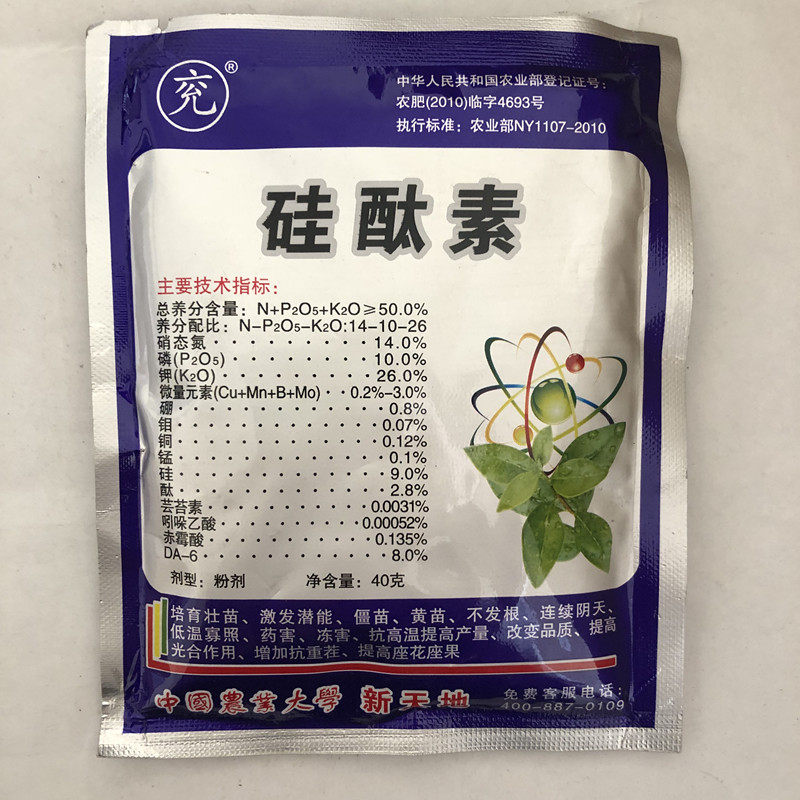 兖®
中华人民共和国农业部登记证号:
农肥(2010)临字4693号
执行标准: 农业部NY1107-2010
硅酞素
主要技术指标:
总养分含量: N+P2O5+K2O≥50.0%
养分配比: N-P2O5-K2O:14-10-26
硝态氮·········14.0%
磷(P2O5)·········10.0%
钾(K2O)·········26.0%
微量元素(Cu+Mn+B+Mo)··0.2%-3.0%
硼·········0.8%
钼·········0.07%
铜·········0.12%
锰·········0.1%
硅·········9.0%
酞·········2.8%
芸苔素·········0.0031%
吲哚乙酸·········0.00052%
赤霉酸·········0.135%
DA-6·········8.0%
剂型: 粉剂 净含量: 40克
培育壮苗、激发潜能、僵苗、黄苗、不发根、连续阴天、
低温寡照、药害、冻害、抗高温提高产量、改变品质、提高
光合作用、增加抗重茬、提高座花座果
中國農業大學 新天地
免费客服电话:
400-887-0109